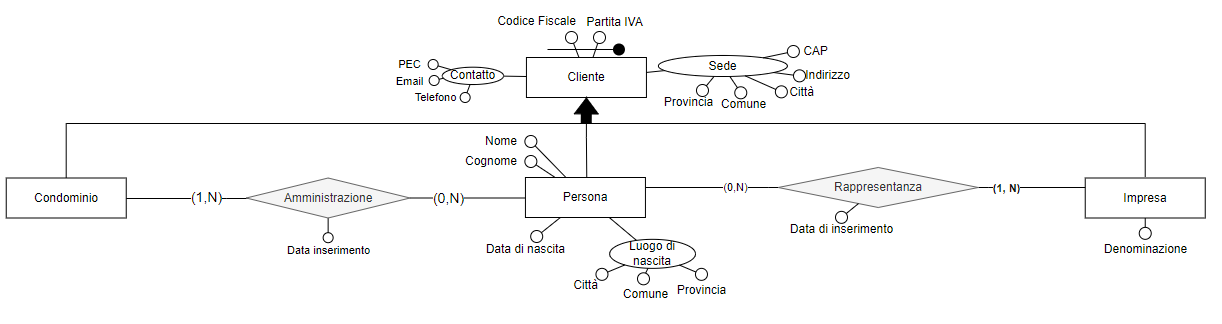 Codice Fiscale
Partita IVA
PEC
Contatto
Email
Telefono
Cliente
Sede
CAP
Indirizzo
Città
Provincia
Comune
Nome
Cognome
Condominio
(1,N)
Amministrazione
(0,N)
Persona
(0,N)
Rappresentanza
(1, N)
Impresa
Data inserimento
Data di nascita
Luogo di
nascita
Data di inserimento
Denominazione
Città
Comune
Provincia